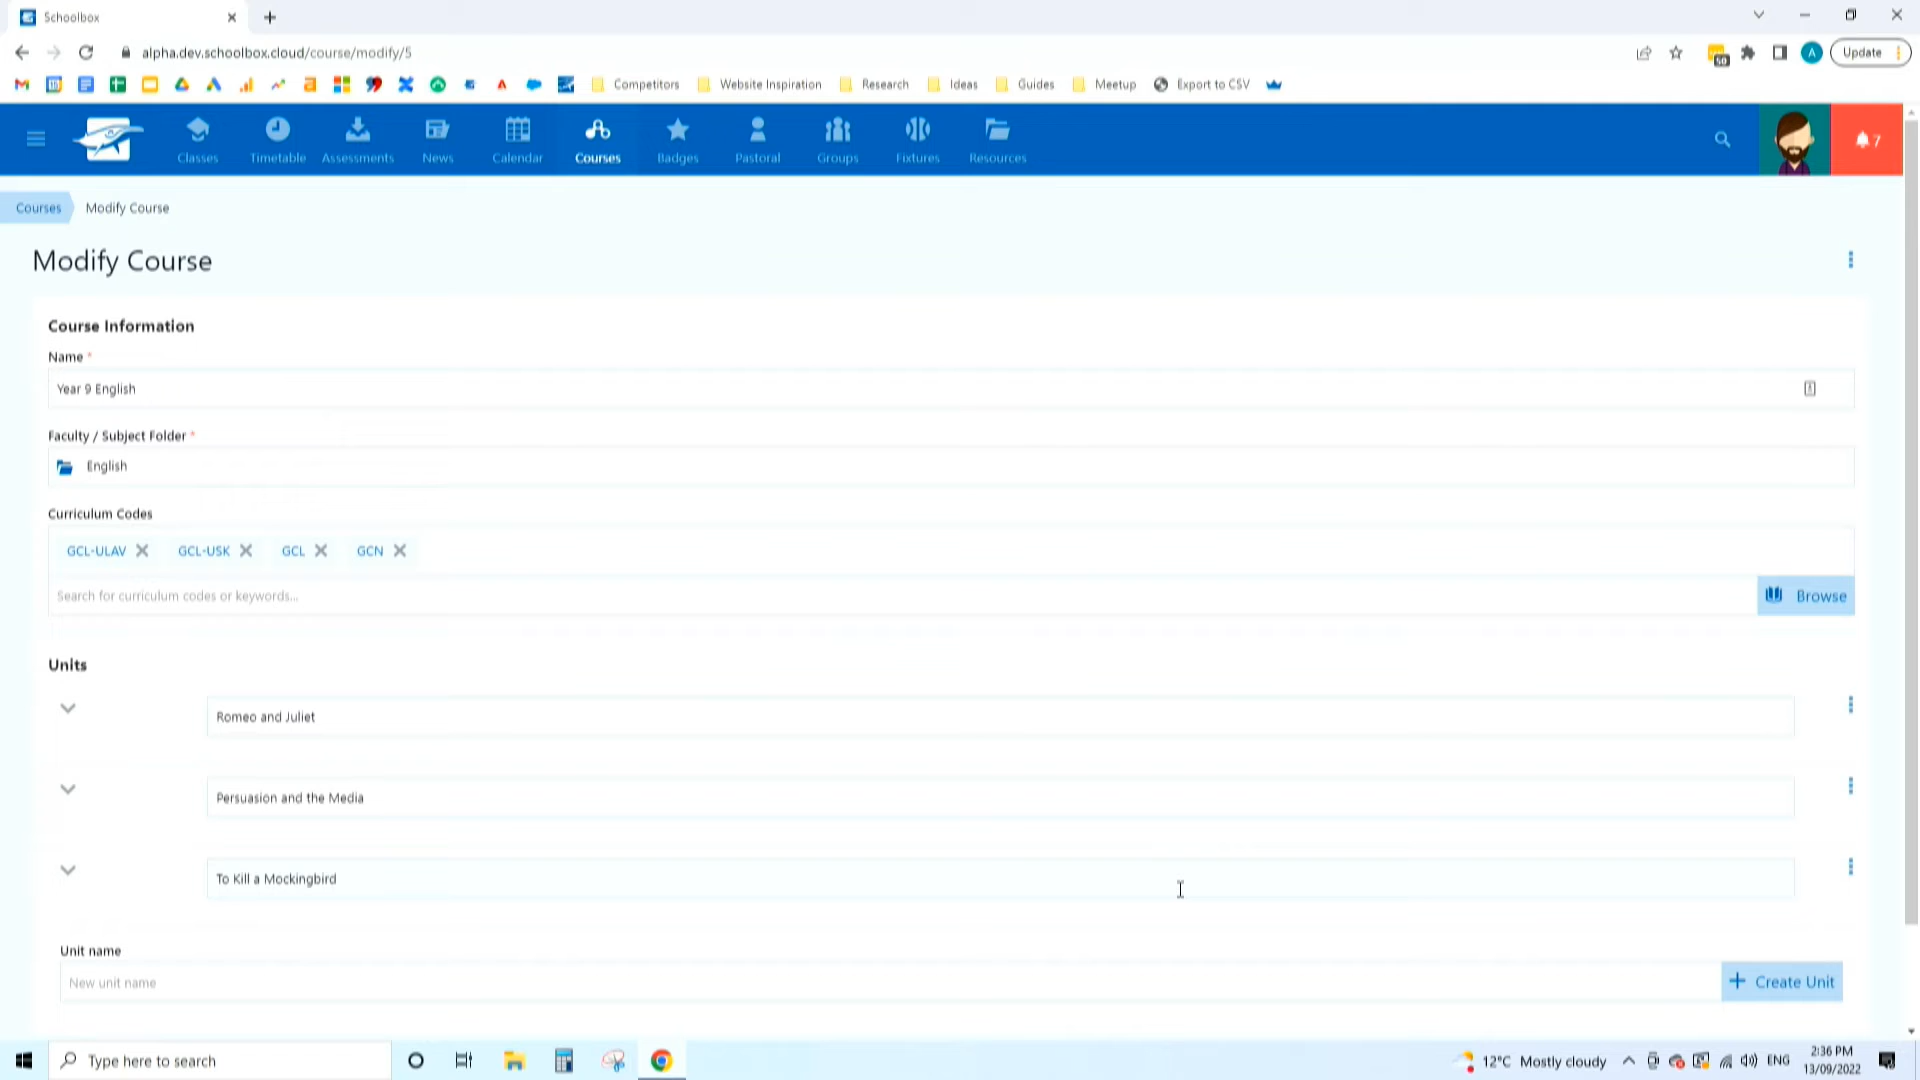 Schoolbox
alpha.dev.schoolbox.cloud/course/modify/5
50
A
Update
Competitors
Website Inspiration
Research
Ideas
Guides
Meetup
Export to CSV
Classes
Timetable
Assessments
News
Calendar
Courses
Badges
Pastoral
Groups
Fixtures
Resources
7
Courses
Modify Course
Modify Course
Course Information
Name *
Year 9 English
Faculty / Subject Folder *
English
Curriculum Codes
GCL-ULAV
GCL-USK
GCL
GCN
Search for curriculum codes or keywords...
Browse
Units
Romeo and Juliet
Persuasion and the Media
To Kill a Mockingbird
Unit name
New unit name
+ Create Unit
Type here to search
12°C Mostly cloudy
ENG
2:36 PM
13/09/2022